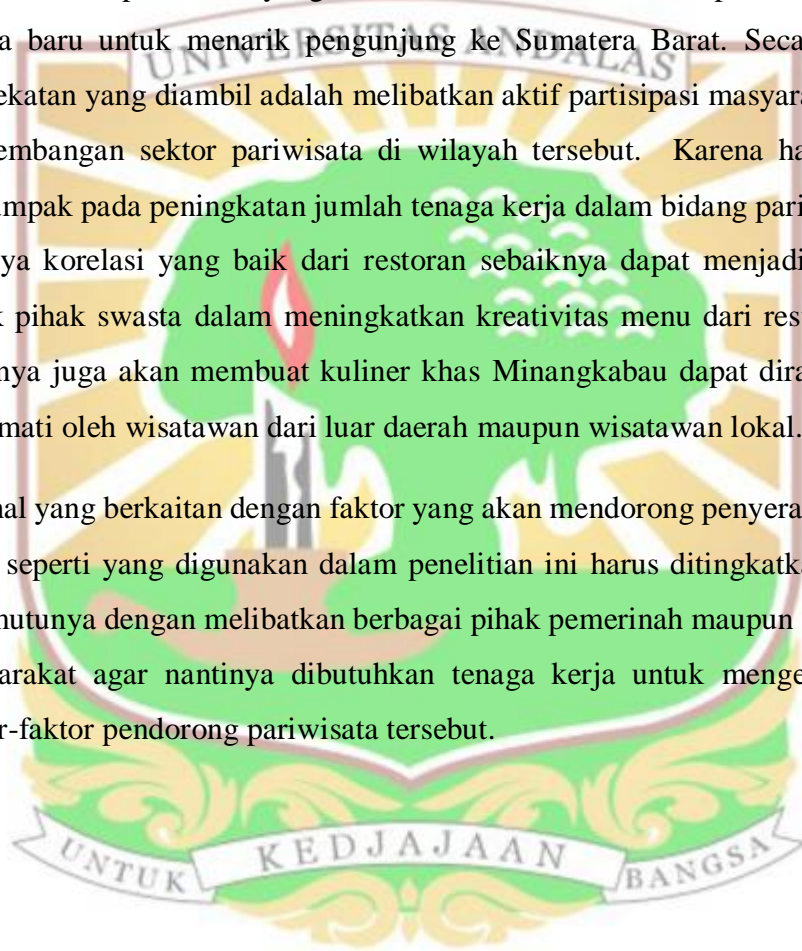 yang
UNIVERSITAS ANDALAS
a baru untuk menarik pengunjung ke Sumatera Barat. Seca
ekatan yang diambil adalah melibatkan aktif partisipasi masyara
embangan sektor pariwisata di wilayah tersebut. Karena ha
mpak pada peningkatan jumlah tenaga kerja dalam bidang pari
ya korelasi yang baik dari restoran sebaiknya dapat menjadi
k pihak swasta dalam meningkatkan kreativitas menu dari res
nya juga akan membuat kuliner khas Minangkabau dapat dira
mati oleh wisatawan dari luar daerah maupun wisatawan lokal.
hal yang berkaitan dengan faktor yang akan mendorong penyera
seperti yang digunakan dalam penelitian ini harus ditingkatka
mutunya dengan melibatkan berbagai pihak pemerinah maupun
arakat agar nantinya dibutuhkan tenaga kerja untuk menge
r-faktor pendorong pariwisata tersebut.
UNTUK KEDJAJAAN BANGSA